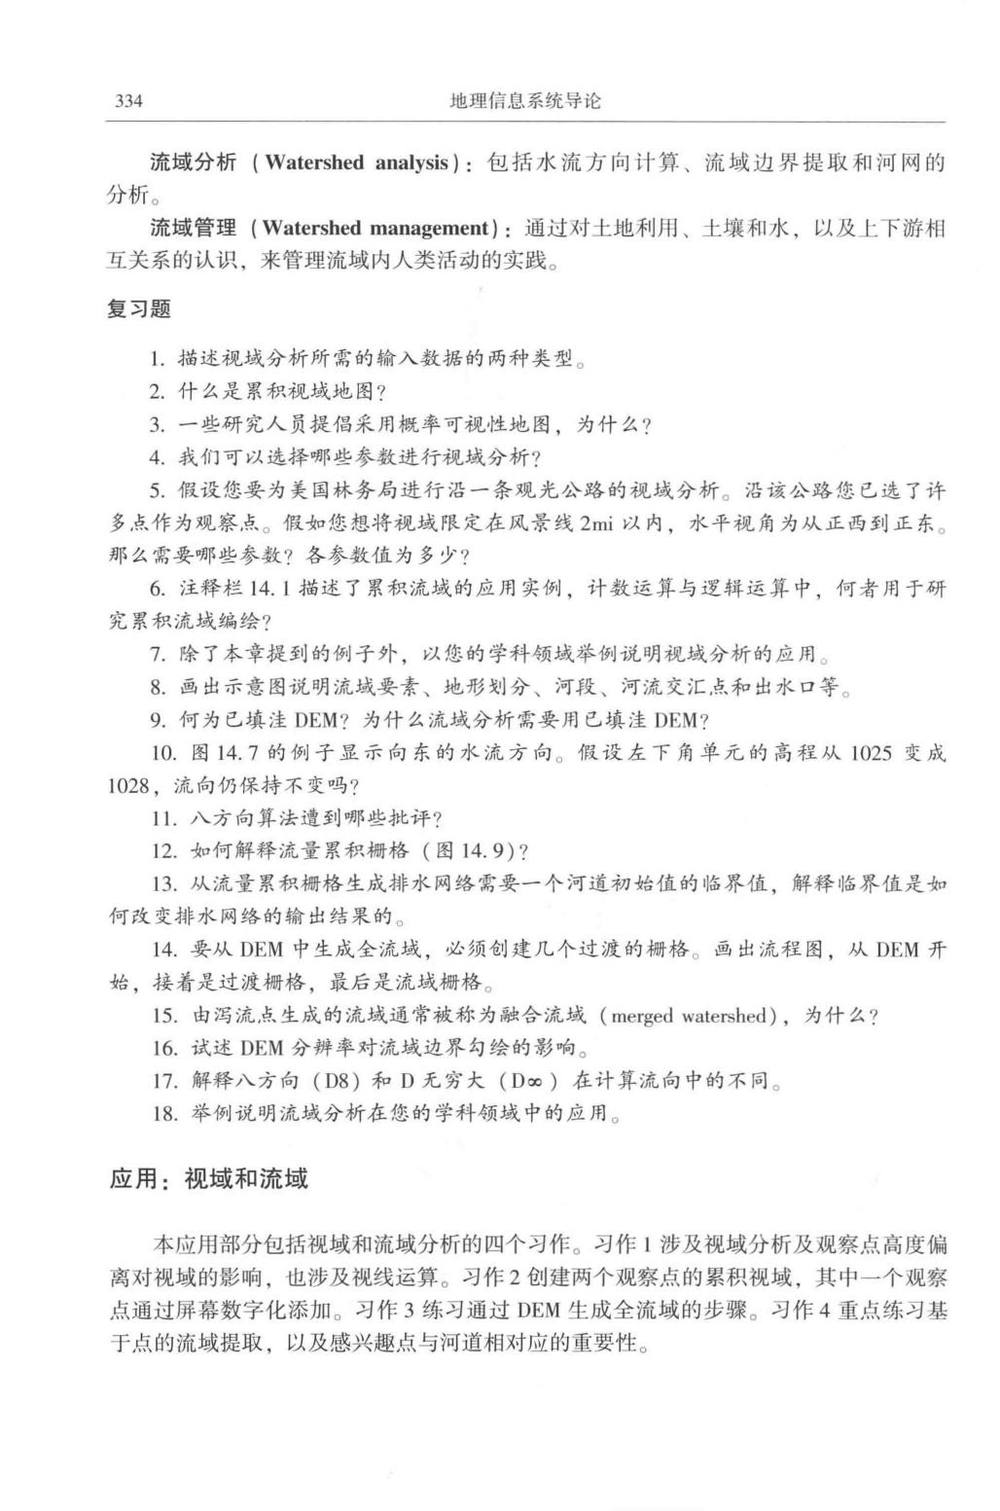 334
地理信息系统导论
流域分析（Watershed analysis）：包括水流方向计算、流域边界提取和河网的
分析。
流域管理（Watershed management）：通过对土地利用、土壤和水，以及上下游相
互关系的认识，来管理流域内人类活动的实践。
复习题
1. 描述视域分析所需的输入数据的两种类型。
2. 什么是累积视域地图？
3. 一些研究人员提倡采用概率可视性地图，为什么？
4. 我们可以选择哪些参数进行视域分析？
5. 假设您要为美国林务局进行沿一条观光公路的视域分析。沿该公路您已选了许
多点作为观察点。假如您想将视域限定在风景线 2mi 以内，水平视角为从正西到正东。
那么需要哪些参数？各参数值为多少？
6. 注释栏 14.1 描述了累积流域的应用实例，计数运算与逻辑运算中，何者用于研
究累积流域编绘？
7. 除了本章提到的例子外，以您的学科领域举例说明视域分析的应用。
8. 画出示意图说明流域要素、地形划分、河段、河流交汇点和出水口等。
9. 何为已填洼 DEM？为什么流域分析需要用已填洼 DEM？
10. 图 14.7 的例子显示向东的水流方向。假设左下角单元的高程从 1025 变成
1028，流向仍保持不变吗？
11. 八方向算法遭到哪些批评？
12. 如何解释流量累积栅格（图 14.9）？
13. 从流量累积栅格生成排水网络需要一个河道初始值的临界值，解释临界值是如
何改变排水网络的输出结果的。
14. 要从 DEM 中生成全流域，必须创建几个过渡的栅格。画出流程图，从 DEM 开
始，接着是过渡栅格，最后是流域栅格。
15. 由泻流点生成的流域通常被称为融合流域（merged watershed），为什么？
16. 试述 DEM 分辨率对流域边界勾绘的影响。
17. 解释八方向（D8）和 D 无穷大（D∞）在计算流向中的不同。
18. 举例说明流域分析在您的学科领域中的应用。
应用：视域和流域
本应用部分包括视域和流域分析的四个习作。习作 1 涉及视域分析及观察点高度偏
离对视域的影响，也涉及视线运算。习作 2 创建两个观察点的累积视域，其中一个观察
点通过屏幕数字化添加。习作 3 练习通过 DEM 生成全流域的步骤。习作 4 重点练习基
于点的流域提取，以及感兴趣点与河道相对应的重要性。